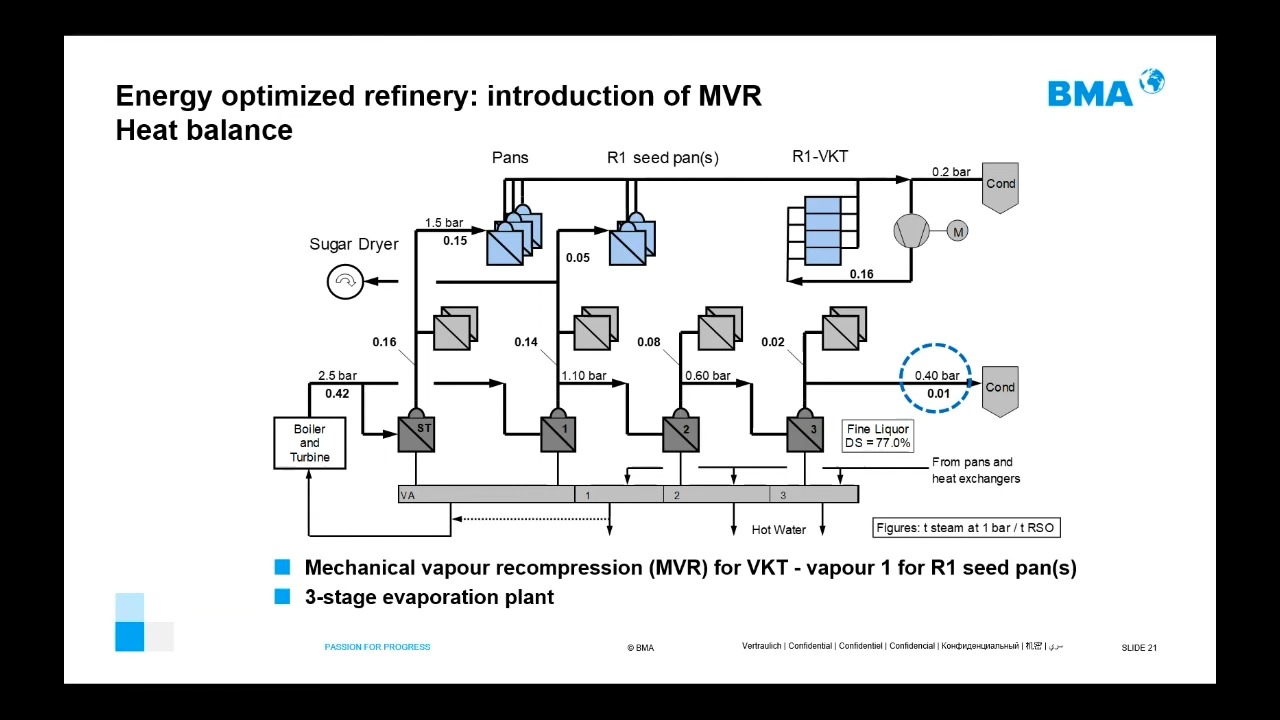 Energy optimized refinery: introduction of MVR
Heat balance
BMA
Pans
R1 seed pan(s)
R1-VKT
0.2 bar
Cond
1.5 bar
0.15
M
Sugar Dryer
0.05
0.16
0.16
0.14
0.08
0.02
2.5 bar
0.42
1.10 bar
0.60 bar
0.40 bar
0.01
Cond
Boiler
and
Turbine
ST
1
2
3
Fine Liquor
DS = 77.0%
From pans and
heat exchangers
VA
1
2
3
Hot Water
Figures: t steam at 1 bar / t RSO
Mechanical vapour recompression (MVR) for VKT - vapour 1 for R1 seed pan(s)
3-stage evaporation plant
PASSION FOR PROGRESS
© BMA
Vertraulich | Confidential | Confidentiel | Confidencial | Конфиденциальный | 机密 | سري
SLIDE 21